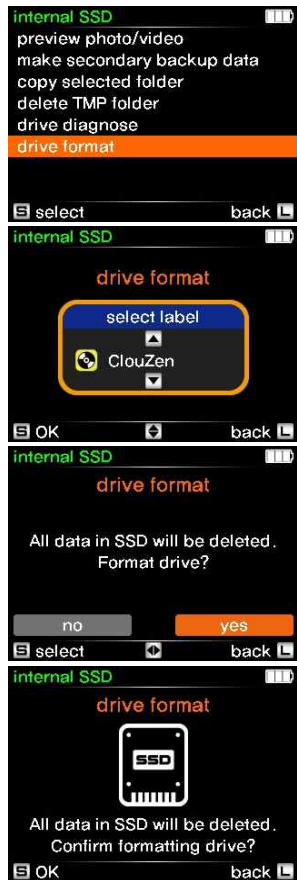 internal SSD
preview photo/video
make secondary backup data
copy selected folder
delete TMP folder
drive diagnose
drive format
S select back L
internal SSD
drive format
select label
ClouZen
S OK back L
internal SSD
drive format
All data in SSD will be deleted.
Format drive?
no yes
S select back L
internal SSD
drive format
SSD
All data in SSD will be deleted.
Confirm formatting drive?
S OK back L